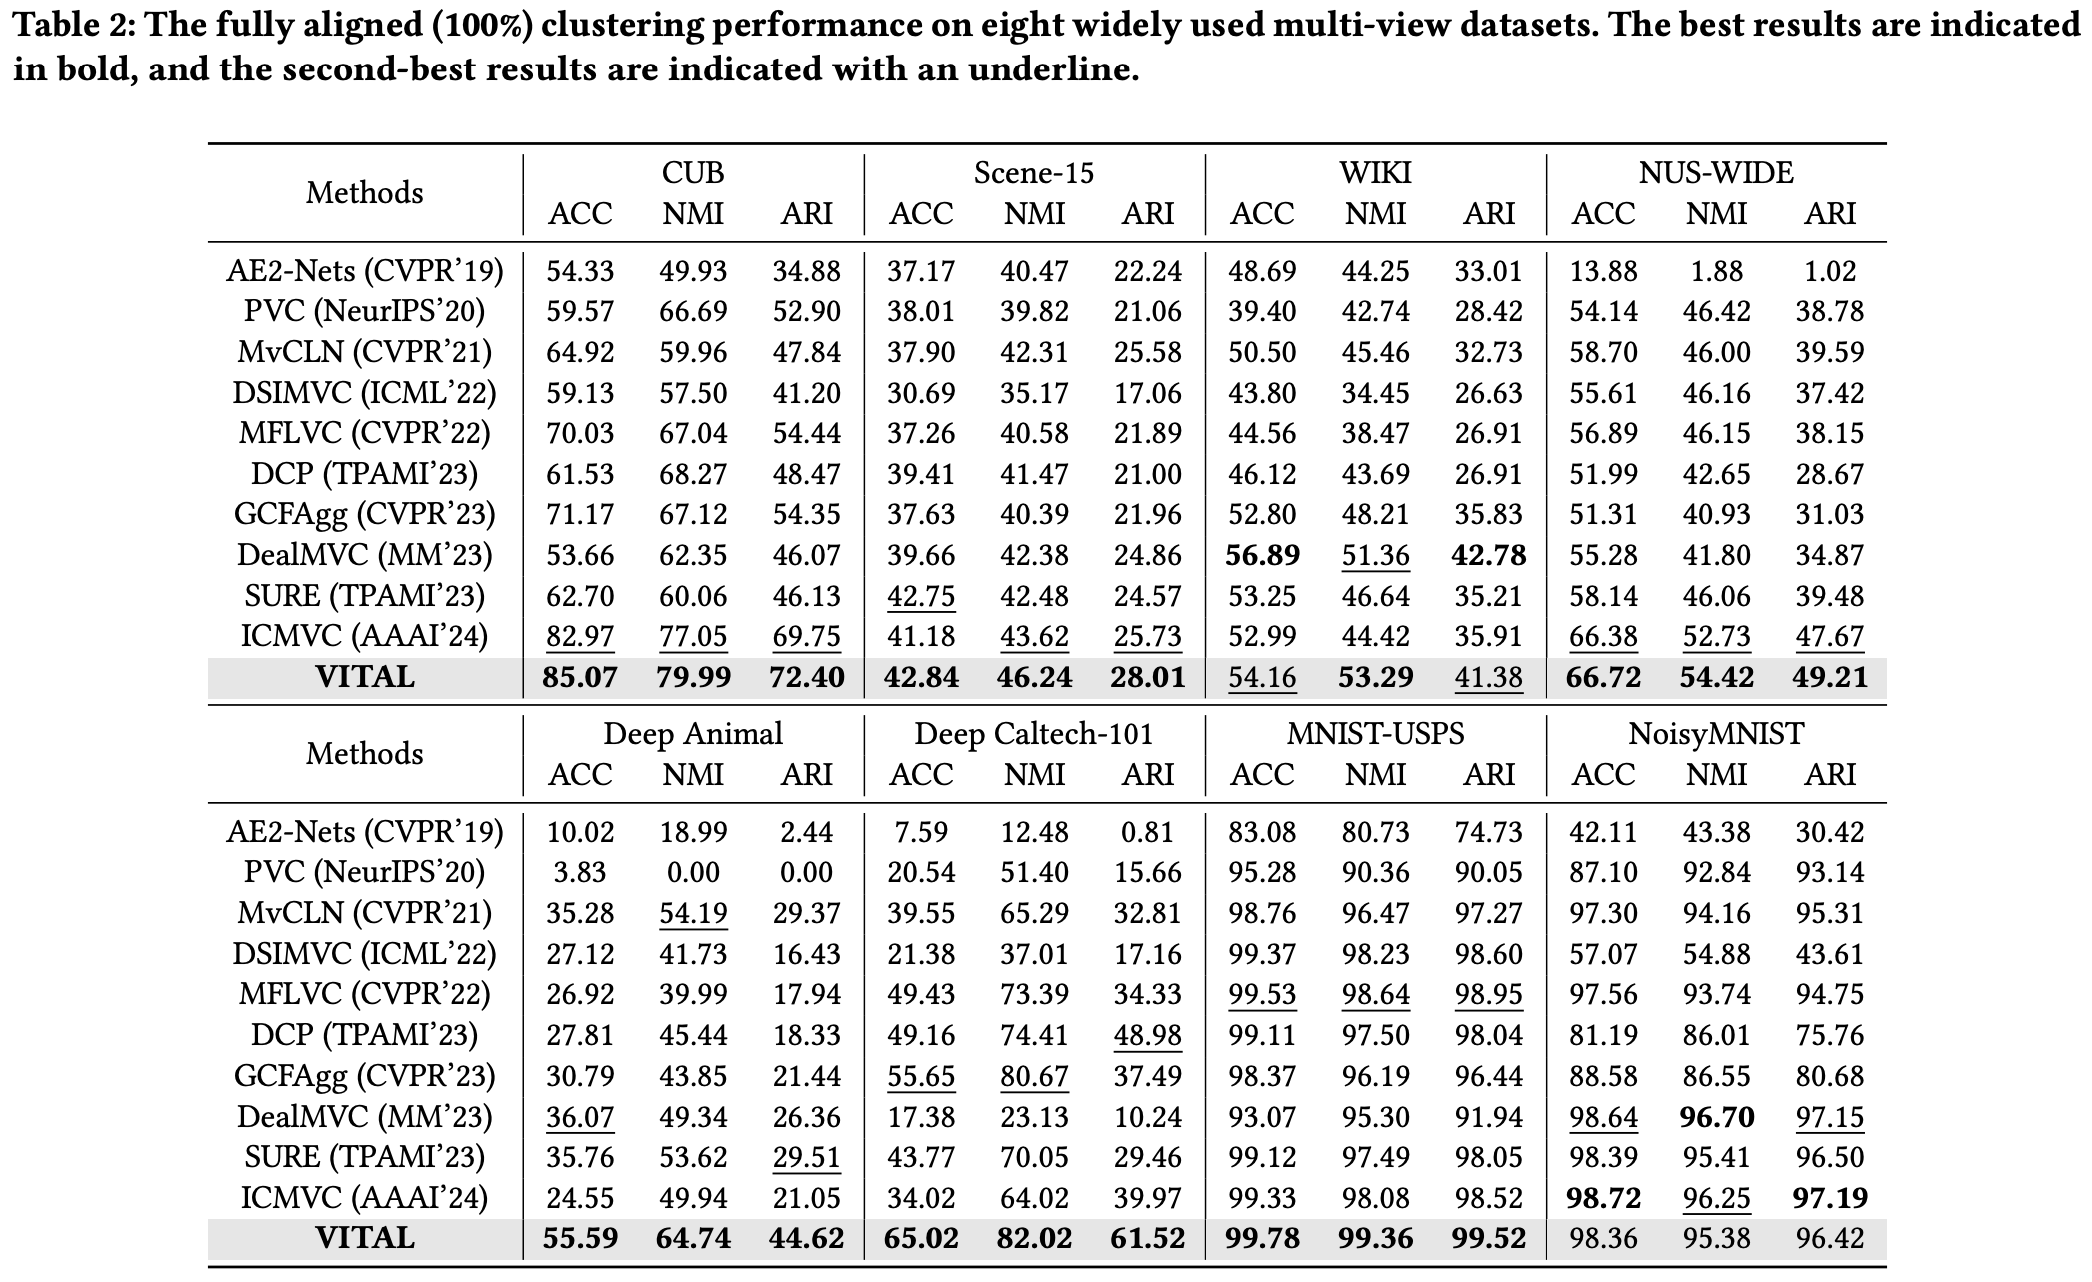 Table 2: The fully aligned (100%) clustering performance on eight widely used multi-view datasets. The best results are indicated
in bold, and the second-best results are indicated with an underline.
Methods CUB Scene-15 WIKI NUS-WIDE
ACC NMI ARI ACC NMI ARI ACC NMI ARI ACC NMI ARI
AE2-Nets (CVPR’19) 54.33 49.93 34.88 37.17 40.47 22.24 48.69 44.25 33.01 13.88 1.88 1.02
PVC (NeurIPS’20) 59.57 66.69 52.90 38.01 39.82 21.06 39.40 42.74 28.42 54.14 46.42 38.78
MvCLN (CVPR’21) 64.92 59.96 47.84 37.90 42.31 25.58 50.50 45.46 32.73 58.70 46.00 39.59
DSIMVC (ICML’22) 59.13 57.50 41.20 30.69 35.17 17.06 43.80 34.45 26.63 55.61 46.16 37.42
MFLVC (CVPR’22) 70.03 67.04 54.44 37.26 40.58 21.89 44.56 38.47 26.91 56.89 46.15 38.15
DCP (TPAMI’23) 61.53 68.27 48.47 39.41 41.47 21.00 46.12 43.69 26.91 51.99 42.65 28.67
GCFAgg (CVPR’23) 71.17 67.12 54.35 37.63 40.39 21.96 52.80 48.21 35.83 51.31 40.93 31.03
DealMVC (MM’23) 53.66 62.35 46.07 39.66 42.38 24.86 56.89 51.36 42.78 55.28 41.80 34.87
SURE (TPAMI’23) 62.70 60.06 46.13 42.75 42.48 24.57 53.25 46.64 35.21 58.14 46.06 39.48
ICMVC (AAAI’24) 82.97 77.05 69.75 41.18 43.62 25.73 52.99 44.42 35.91 66.38 52.73 47.67
VITAL 85.07 79.99 72.40 42.84 46.24 28.01 54.16 53.29 41.38 66.72 54.42 49.21
Methods Deep Animal Deep Caltech-101 MNIST-USPS NoisyMNIST
ACC NMI ARI ACC NMI ARI ACC NMI ARI ACC NMI ARI
AE2-Nets (CVPR’19) 10.02 18.99 2.44 7.59 12.48 0.81 83.08 80.73 74.73 42.11 43.38 30.42
PVC (NeurIPS’20) 3.83 0.00 0.00 20.54 51.40 15.66 95.28 90.36 90.05 87.10 92.84 93.14
MvCLN (CVPR’21) 35.28 54.19 29.37 39.55 65.29 32.81 98.76 96.47 97.27 97.30 94.16 95.31
DSIMVC (ICML’22) 27.12 41.73 16.43 21.38 37.01 17.16 99.37 98.23 98.60 57.07 54.88 43.61
MFLVC (CVPR’22) 26.92 39.99 17.94 49.43 73.39 34.33 99.53 98.64 98.95 97.56 93.74 94.75
DCP (TPAMI’23) 27.81 45.44 18.33 49.16 74.41 48.98 99.11 97.50 98.04 81.19 86.01 75.76
GCFAgg (CVPR’23) 30.79 43.85 21.44 55.65 80.67 37.49 98.37 96.19 96.44 88.58 86.55 80.68
DealMVC (MM’23) 36.07 49.34 26.36 17.38 23.13 10.24 93.07 95.30 91.94 98.64 96.70 97.15
SURE (TPAMI’23) 35.76 53.62 29.51 43.77 70.05 29.46 99.12 97.49 98.05 98.39 95.41 96.50
ICMVC (AAAI’24) 24.55 49.94 21.05 34.02 64.02 39.97 99.33 98.08 98.52 98.72 96.25 97.19
VITAL 55.59 64.74 44.62 65.02 82.02 61.52 99.78 99.36 99.52 98.36 95.38 96.42